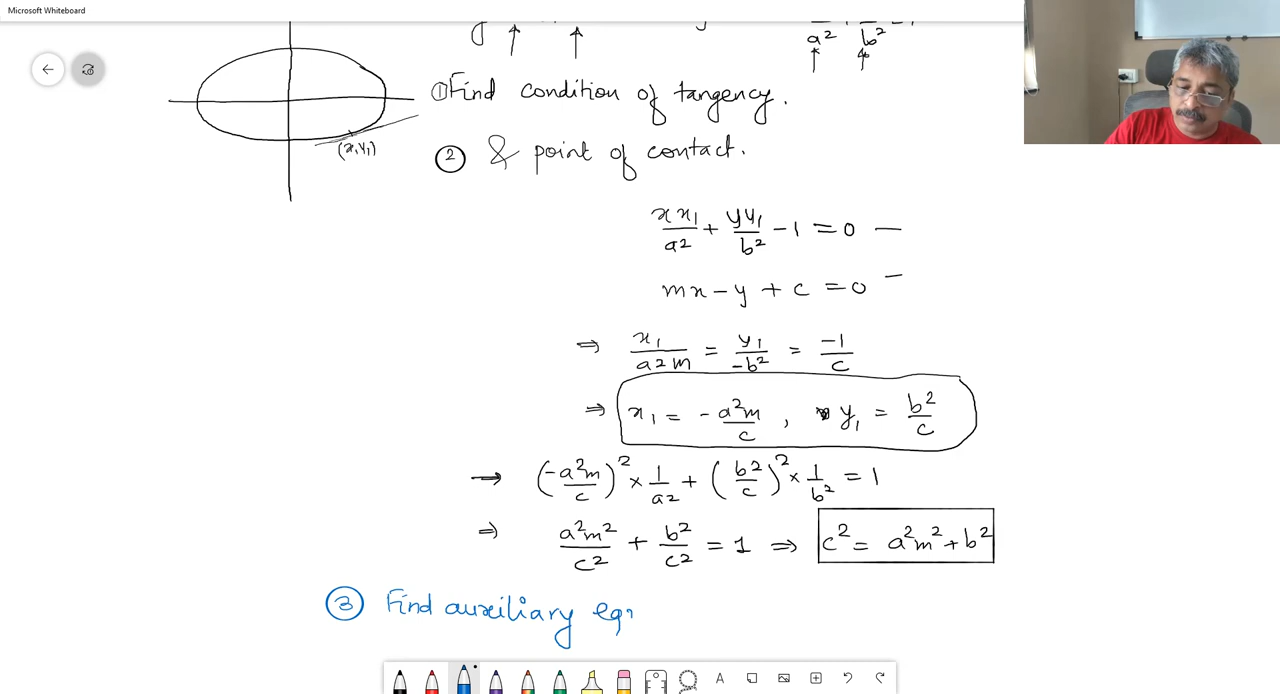 Microsoft Whiteboard
a² b²
① Find condition of tangency.
(x₁y₁)
② & point of contact.
xx₁/a² + yy₁/b² - 1 = 0 —
mx - y + c = 0 —
⇒ x₁/a²m = y₁/-b² = -1/c
⇒ x₁ = -a²m/c , y₁ = b²/c
→ (-a²m/c)² × 1/a² + (b²/c)² × 1/b² = 1
⇒ a²m²/c² + b²/c² = 1 ⇒ c² = a²m² + b²
③ Find auxiliary eqn
A